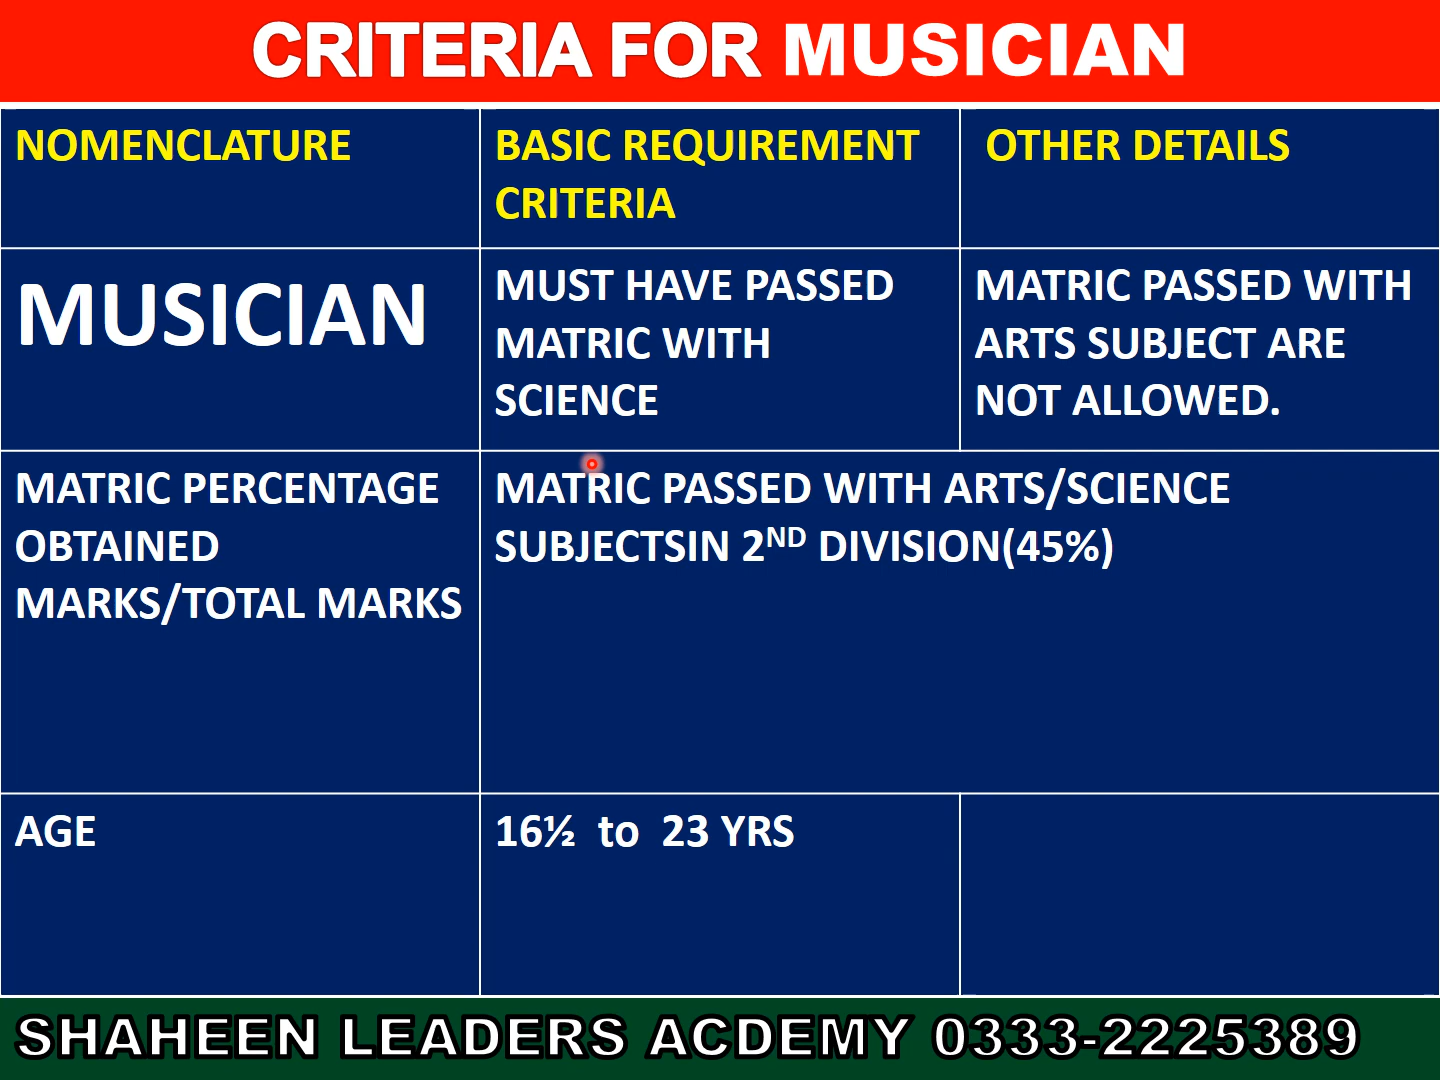 CRITERIA FOR MUSICIAN
NOMENCLATURE
BASIC REQUIREMENT
CRITERIA
OTHER DETAILS
MUSICIAN
MUST HAVE PASSED
MATRIC WITH
SCIENCE
MATRIC PASSED WITH
ARTS SUBJECT ARE
NOT ALLOWED.
MATRIC PERCENTAGE
OBTAINED
MARKS/TOTAL MARKS
MATRIC PASSED WITH ARTS/SCIENCE
SUBJECTSIN 2ND DIVISION(45%)
AGE
16½ to 23 YRS
SHAHEEN LEADERS ACDEMY 0333-2225389